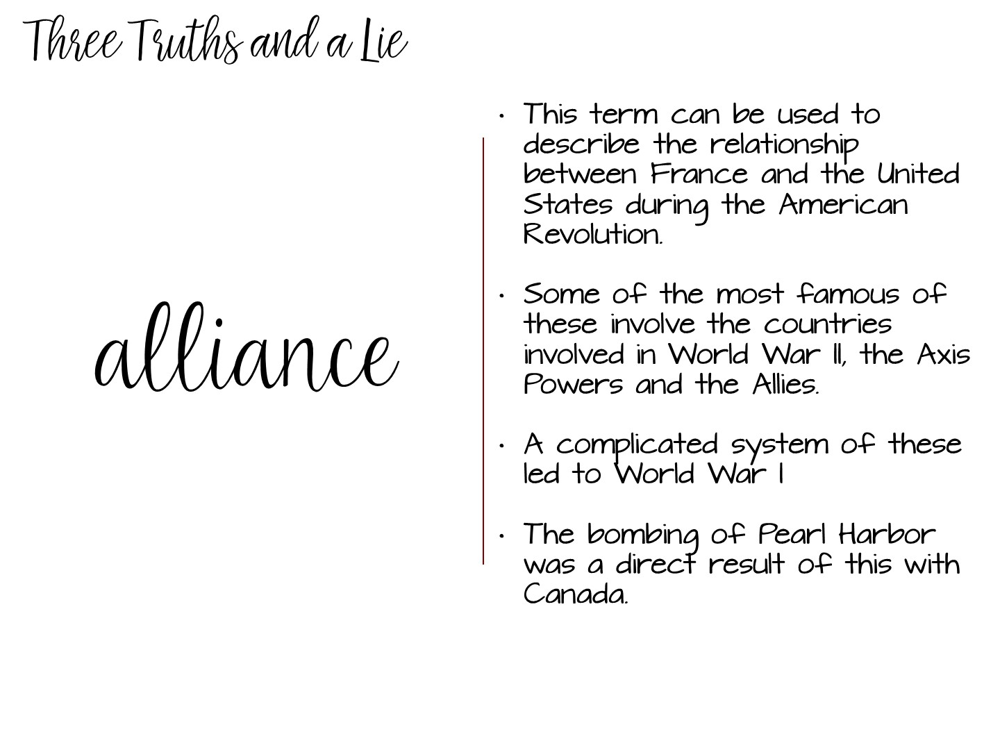 Three Truths and a Lie
alliance
• This term can be used to
describe the relationship
between France and the United
States during the American
Revolution.
• Some of the most famous of
these involve the countries
involved in World War II, the Axis
Powers and the Allies.
• A complicated system of these
led to World War I
• The bombing of Pearl Harbor
was a direct result of this with
Canada.